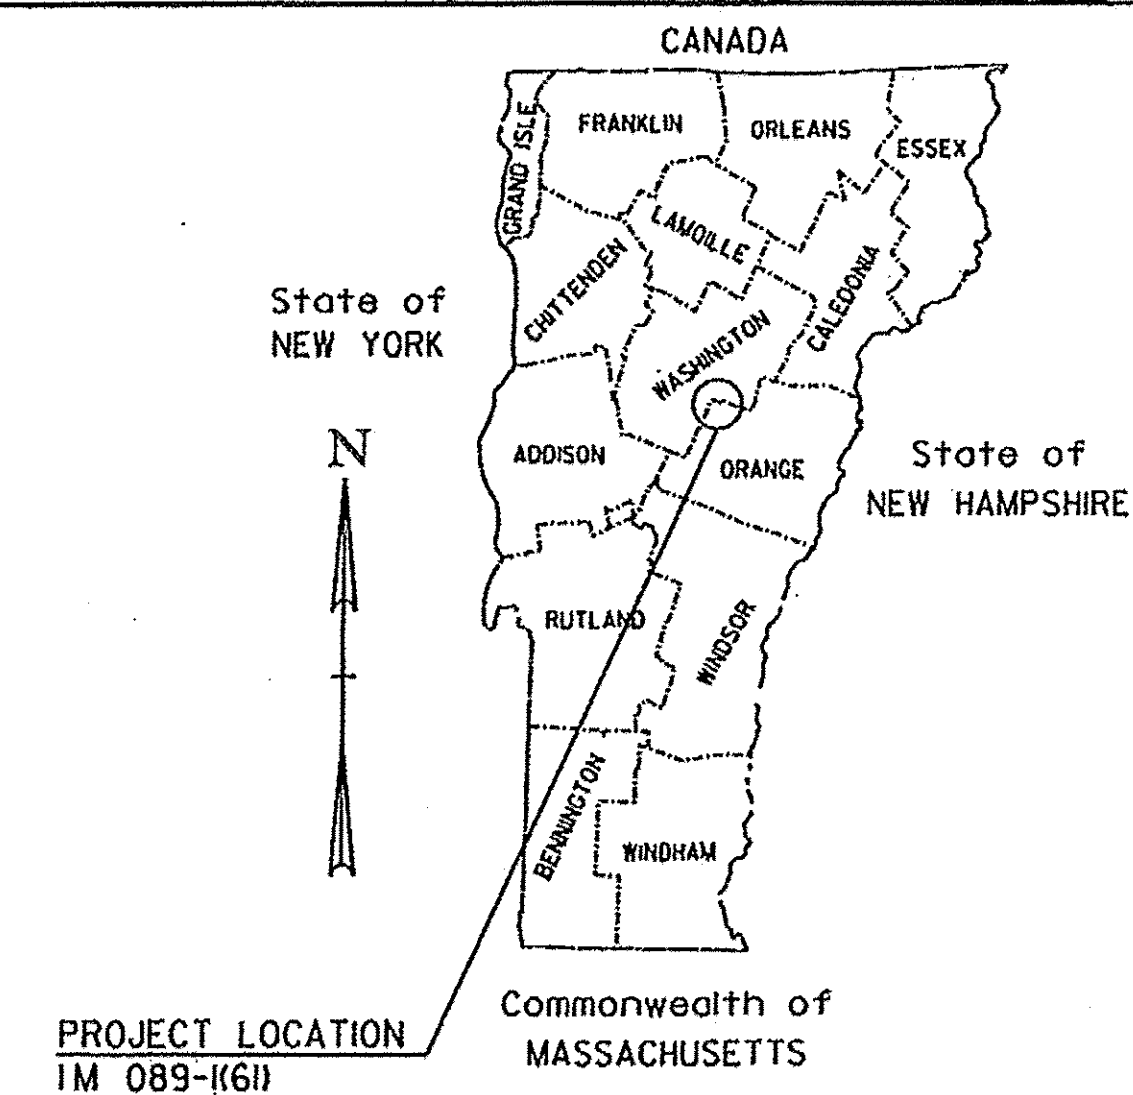 CANADA
GRAND ISLE
FRANKLIN
ORLEANS
ESSEX
LAMOILLE
CHITTENDEN
CALEDONIA
State of
NEW YORK
WASHINGTON
N
ADDISON
ORANGE
State of
NEW HAMPSHIRE
RUTLAND
WINDSOR
BENNINGTON
WINDHAM
Commonwealth of
MASSACHUSETTS
PROJECT LOCATION
IM 089-1(61)